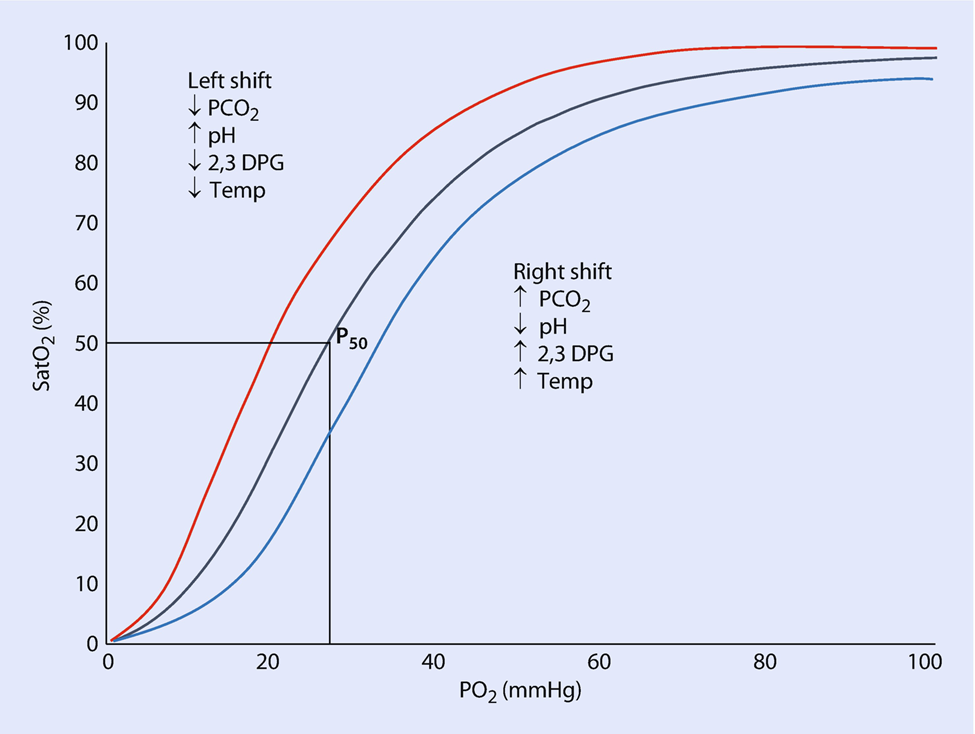 100
90
80
70
60
50
40
30
20
10
0
SatO₂ (%)
Left shift
↓ PCO₂
↑ pH
↓ 2,3 DPG
↓ Temp
P₅₀
Right shift
↑ PCO₂
↓ pH
↑ 2,3 DPG
↑ Temp
0 20 40 60 80 100
PO₂ (mmHg)